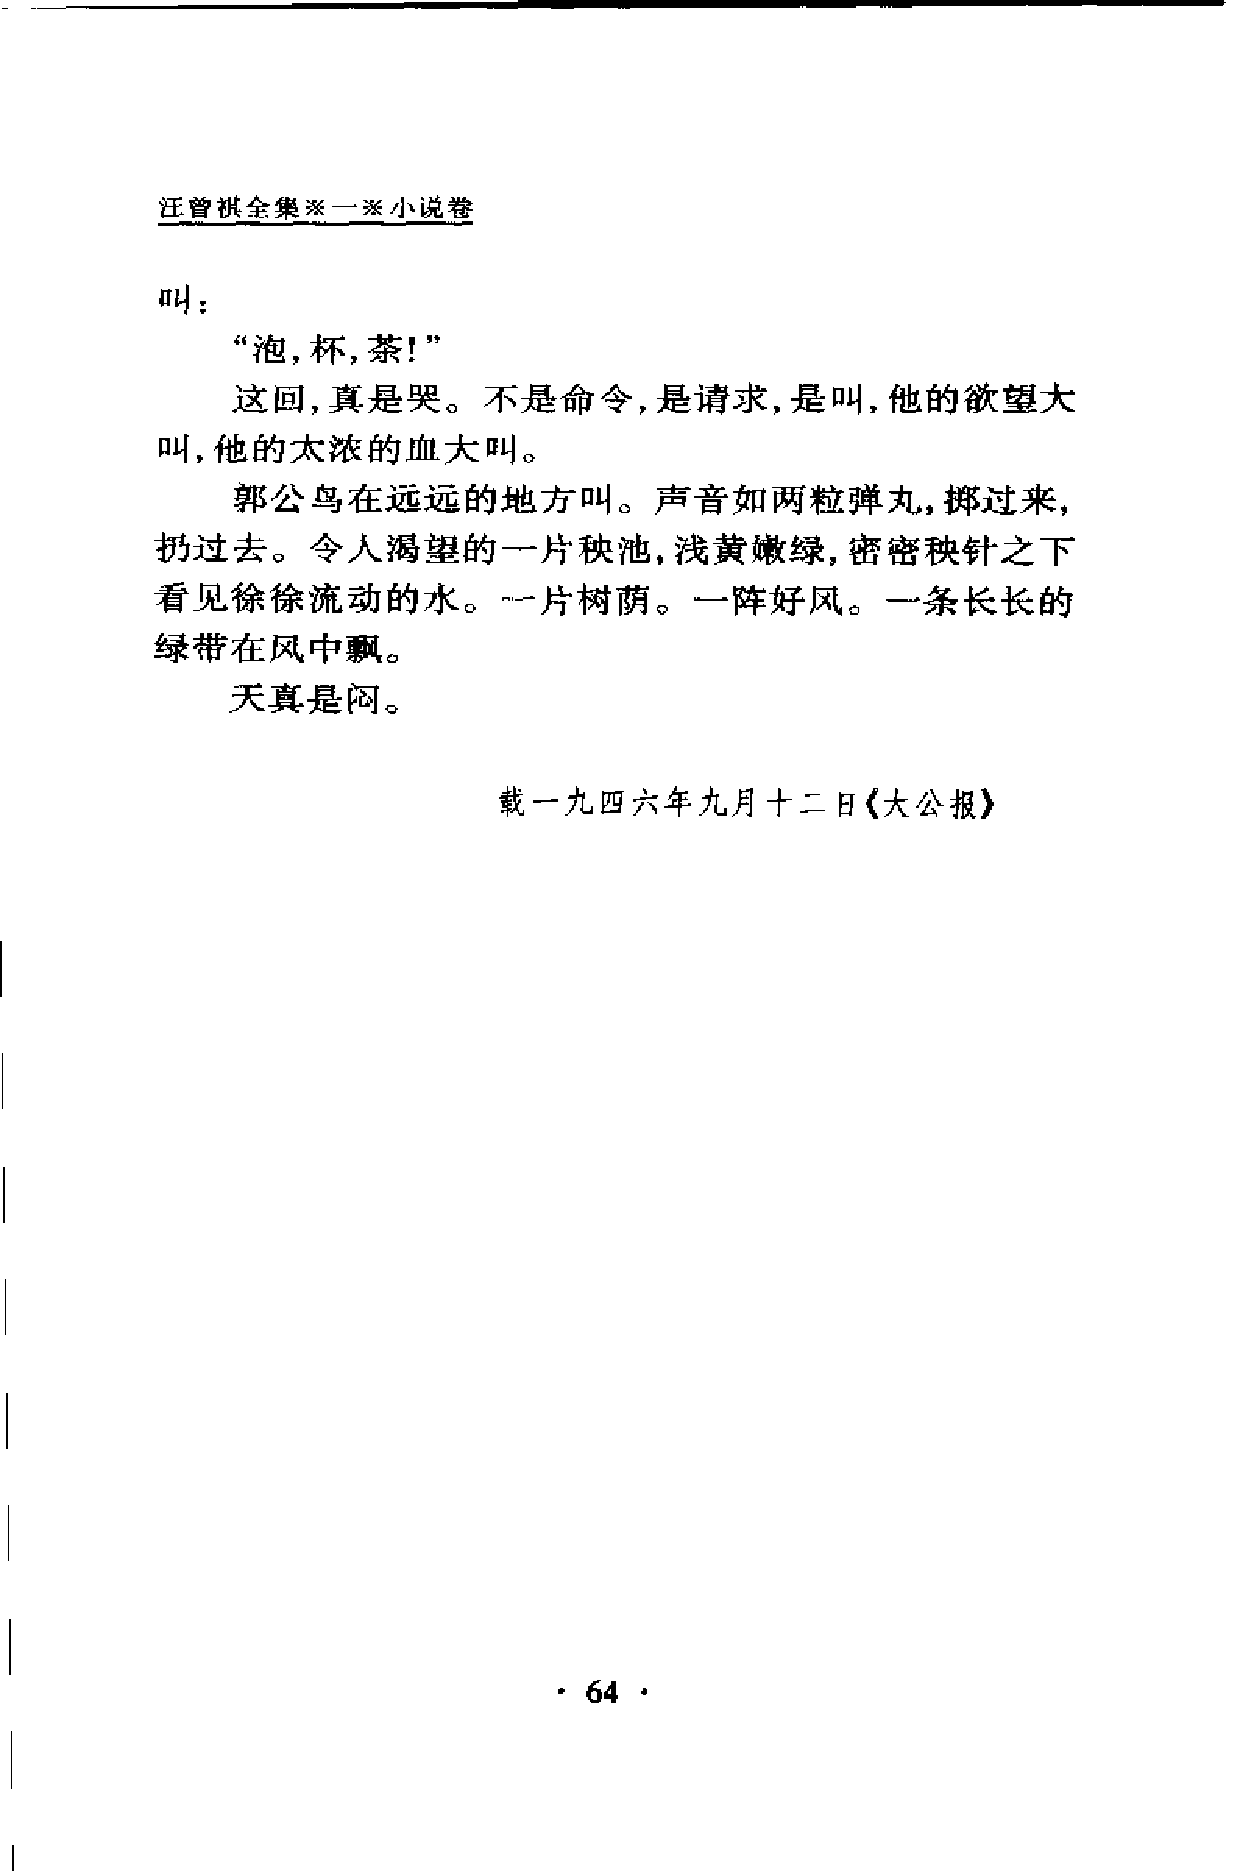 汪曾祺全集※一※小说卷
叫：
“泡，杯，茶！”
这回，真是哭。不是命令，是请求，是叫，他的欲望大
叫，他的太浓的血大叫。
郭公鸟在远远的地方叫。声音如两粒弹丸，掷过来，
扔过去。令人渴望的一片秧池，浅黄嫩绿，密密秧针之下
看见徐徐流动的水。一片树荫。一阵好风。一条长长的
绿带在风中飘。
天真是闷。
载一九四六年九月十二日《大公报》
· 64 ·